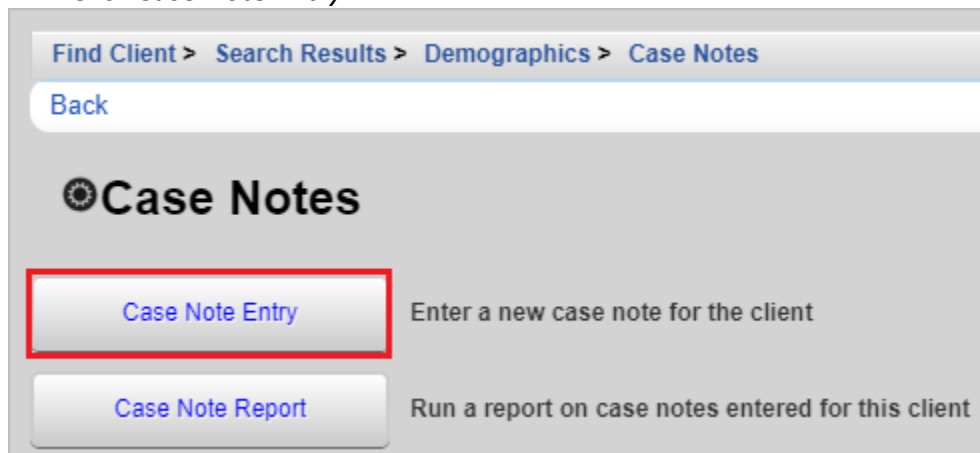 Find Client > Search Results > Demographics > Case Notes
Back
Case Notes
Case Note Entry Enter a new case note for the client
Case Note Report Run a report on case notes entered for this client